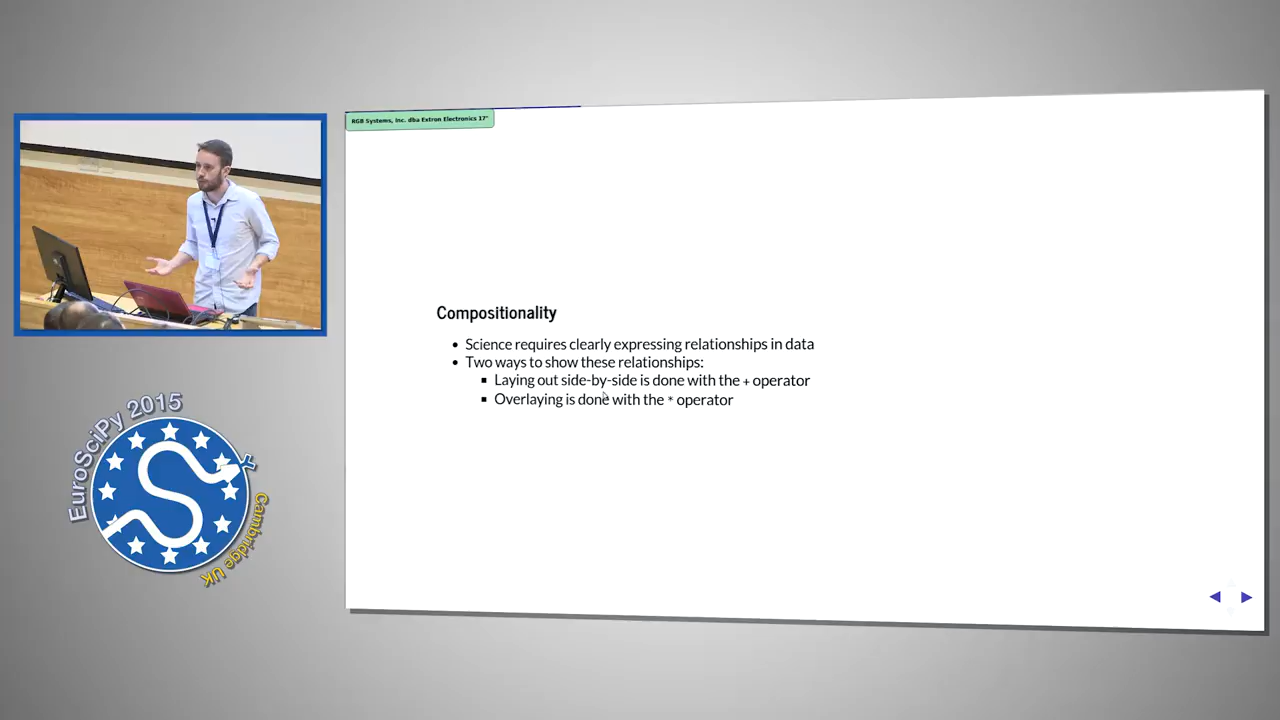 RGB Systems, Inc. dba Extron Electronics 17"
Compositionality
• Science requires clearly expressing relationships in data
• Two ways to show these relationships:
▪ Laying out side-by-side is done with the + operator
▪ Overlaying is done with the * operator
EuroSciPy 2015
Cambridge UK